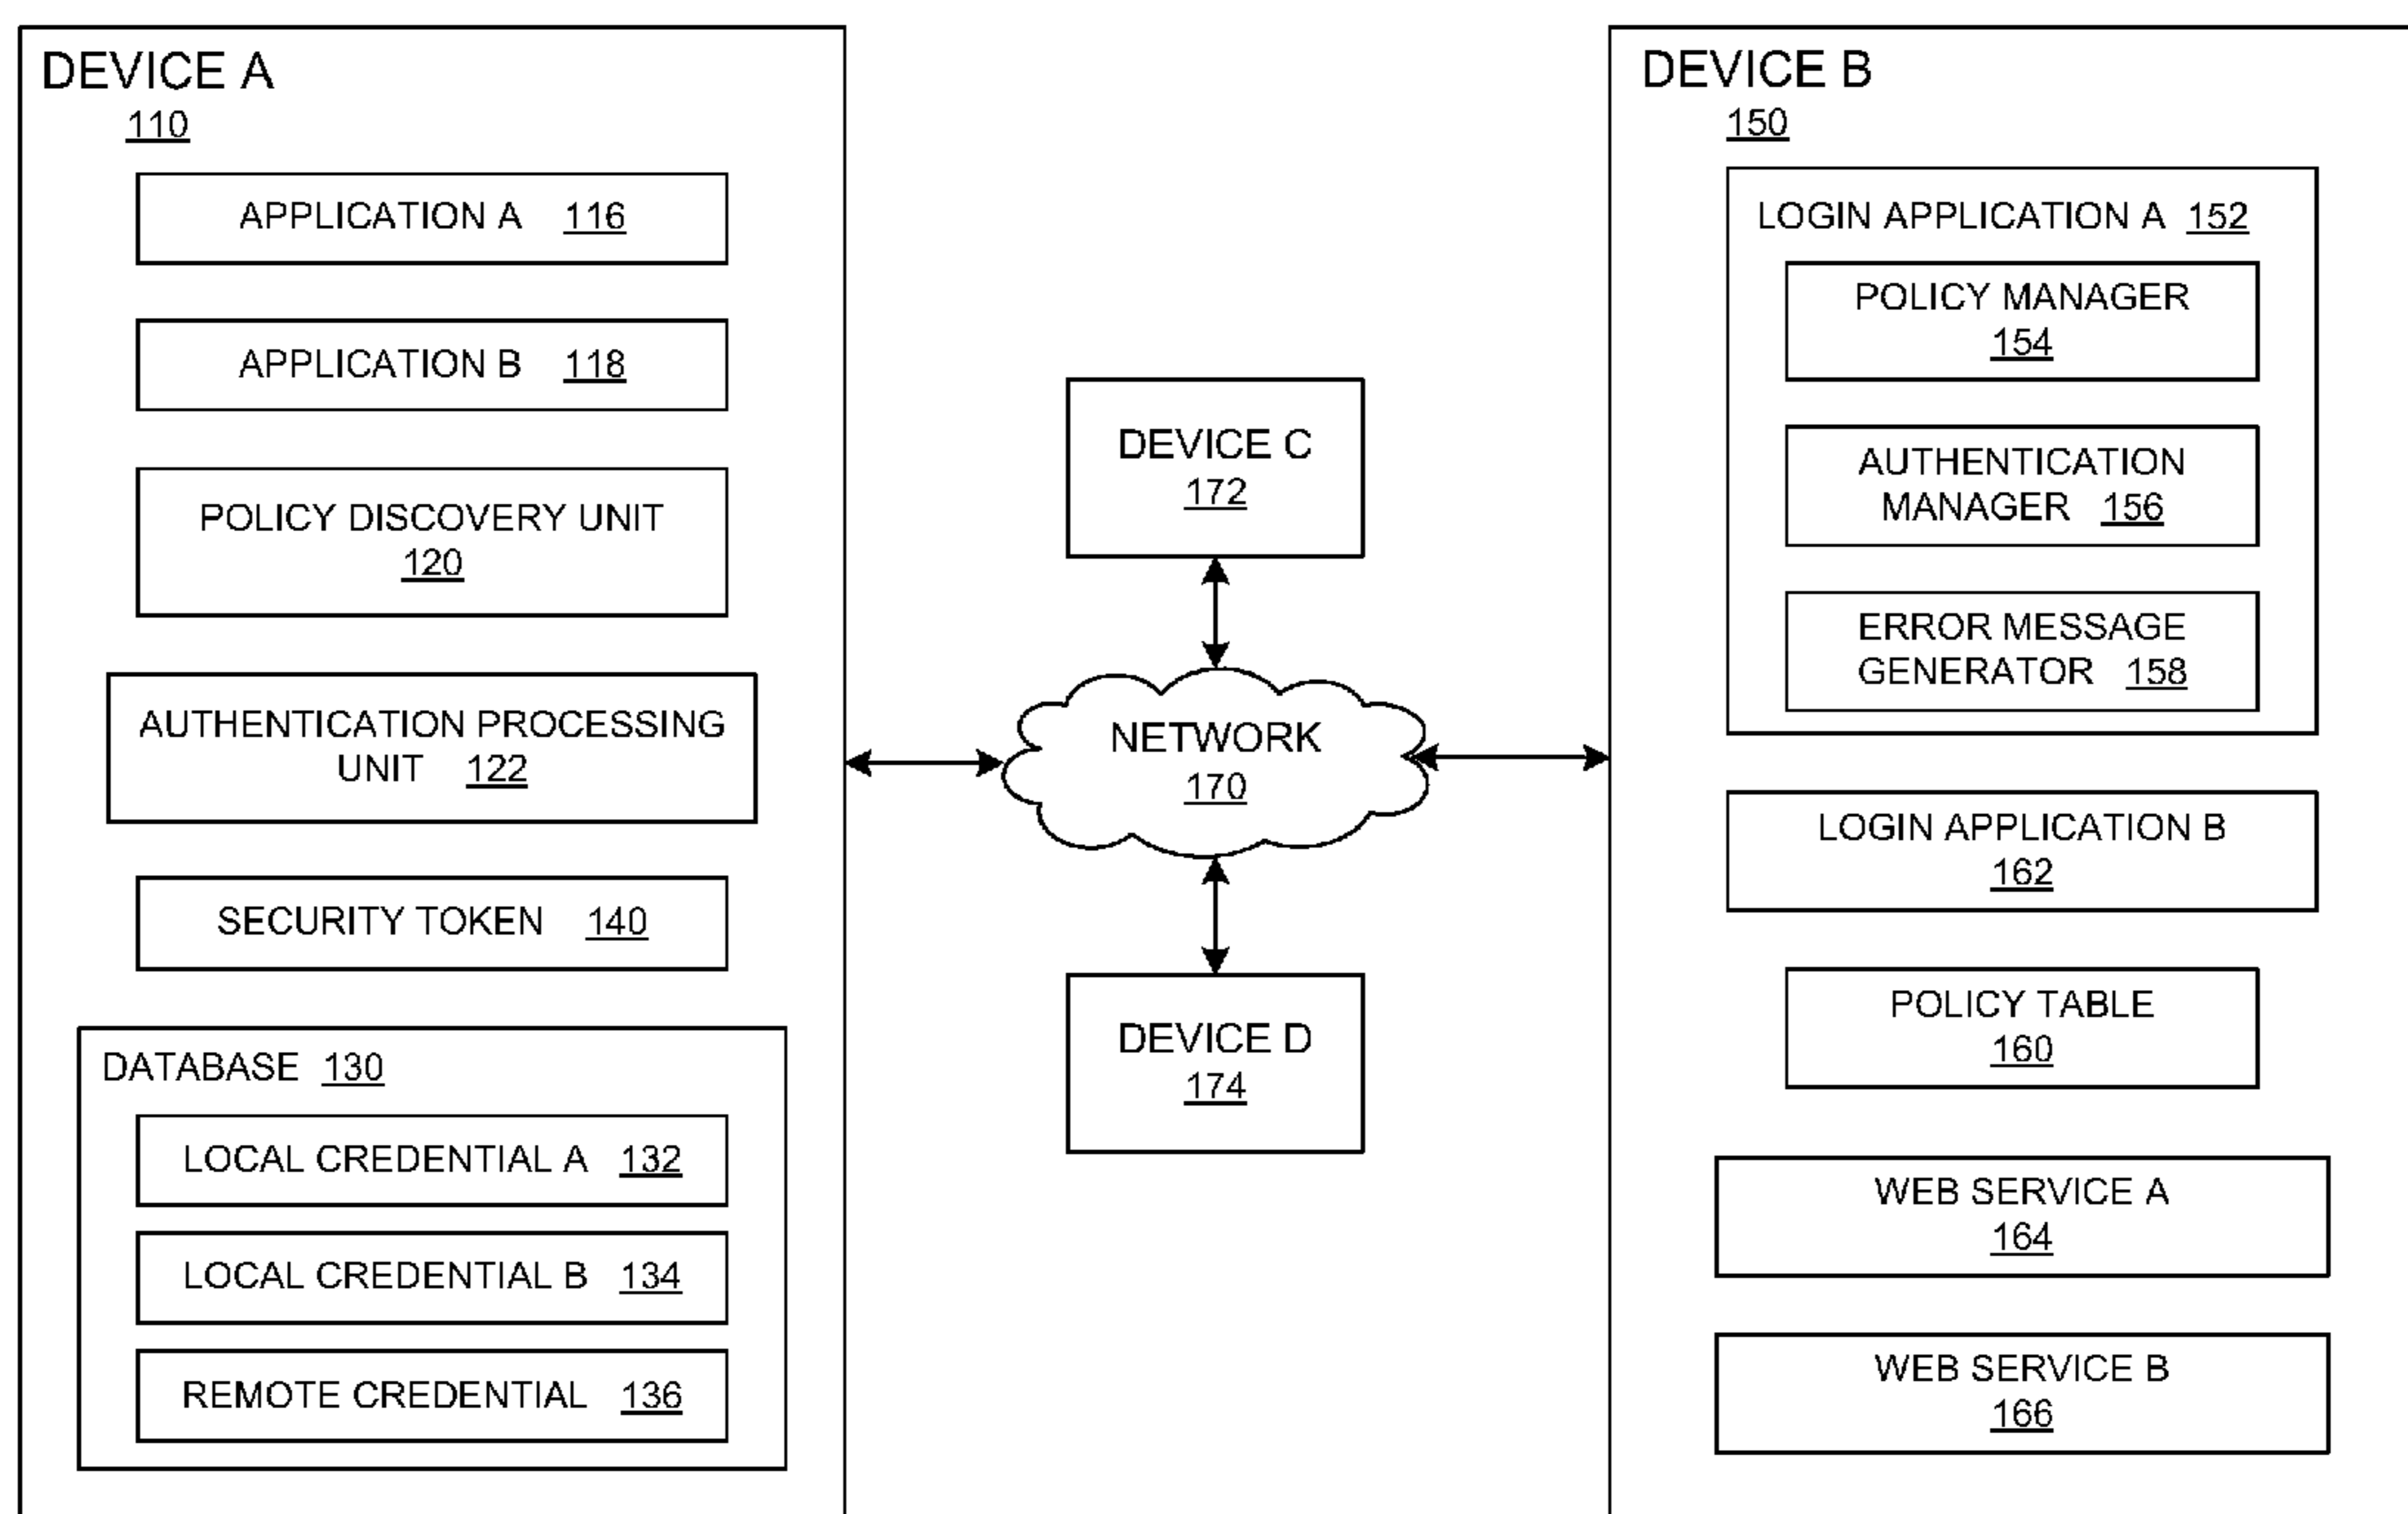 DEVICE A
110
APPLICATION A 116
APPLICATION B 118
POLICY DISCOVERY UNIT
120
AUTHENTICATION PROCESSING
UNIT 122
SECURITY TOKEN 140
DATABASE 130
LOCAL CREDENTIAL A 132
LOCAL CREDENTIAL B 134
REMOTE CREDENTIAL 136
DEVICE C
172
NETWORK
170
DEVICE D
174
DEVICE B
150
LOGIN APPLICATION A 152
POLICY MANAGER
154
AUTHENTICATION
MANAGER 156
ERROR MESSAGE
GENERATOR 158
LOGIN APPLICATION B
162
POLICY TABLE
160
WEB SERVICE A
164
WEB SERVICE B
166